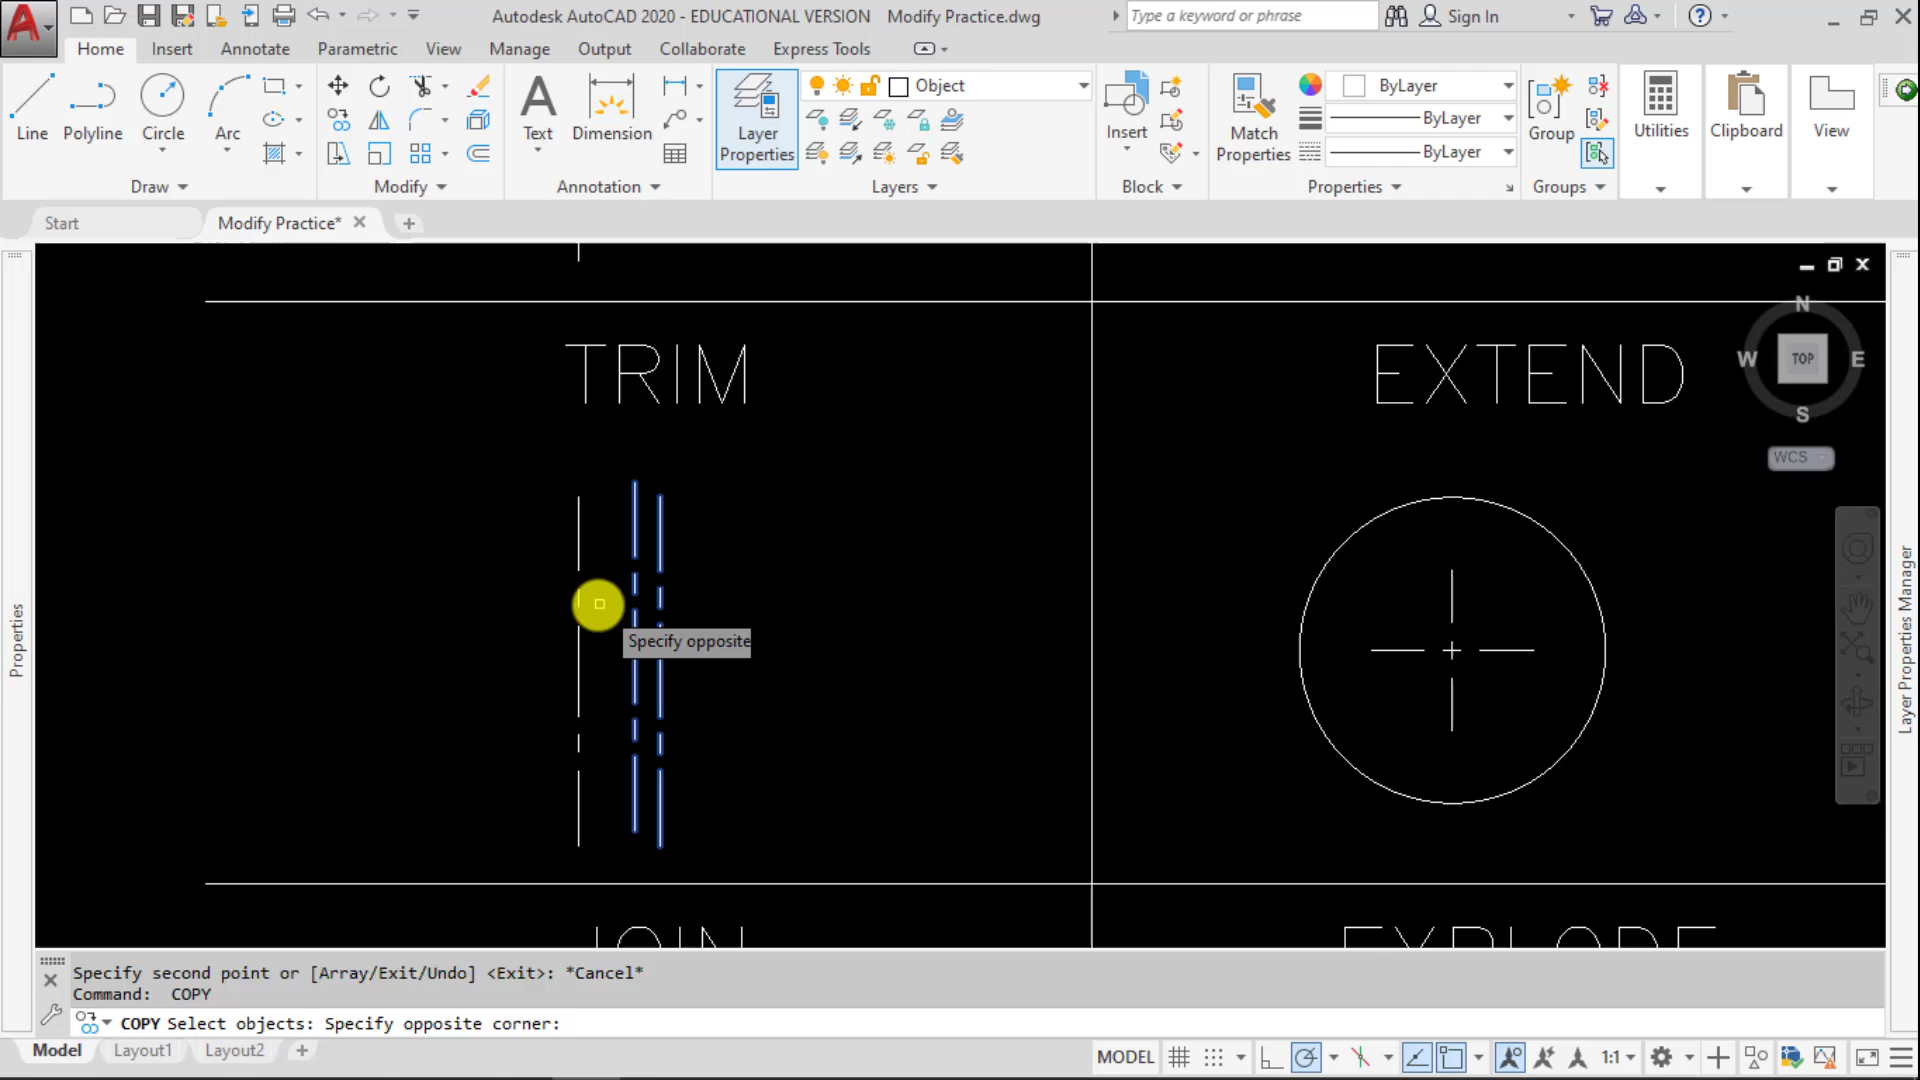 Autodesk AutoCAD 2020 - EDUCATIONAL VERSION Modify Practice.dwg
Type a keyword or phrase
Sign In
Home Insert Annotate Parametric View Manage Output Collaborate Express Tools
Line Polyline Circle Arc
Text Dimension
Layer Properties
Object
Insert
Match Properties
ByLayer
ByLayer
ByLayer
Group
Utilities
Clipboard
View
Draw Modify Annotation Layers Block Properties Groups
Start Modify Practice*
TRIM EXTEND
N
W TOP E
S
WCS
Specify opposite
Properties
Layer Properties Manager
JOIN EXPLODE
Specify second point or [Array/Exit/Undo] <Exit>: *Cancel*
Command: COPY
COPY Select objects: Specify opposite corner:
Model Layout1 Layout2
MODEL 1:1